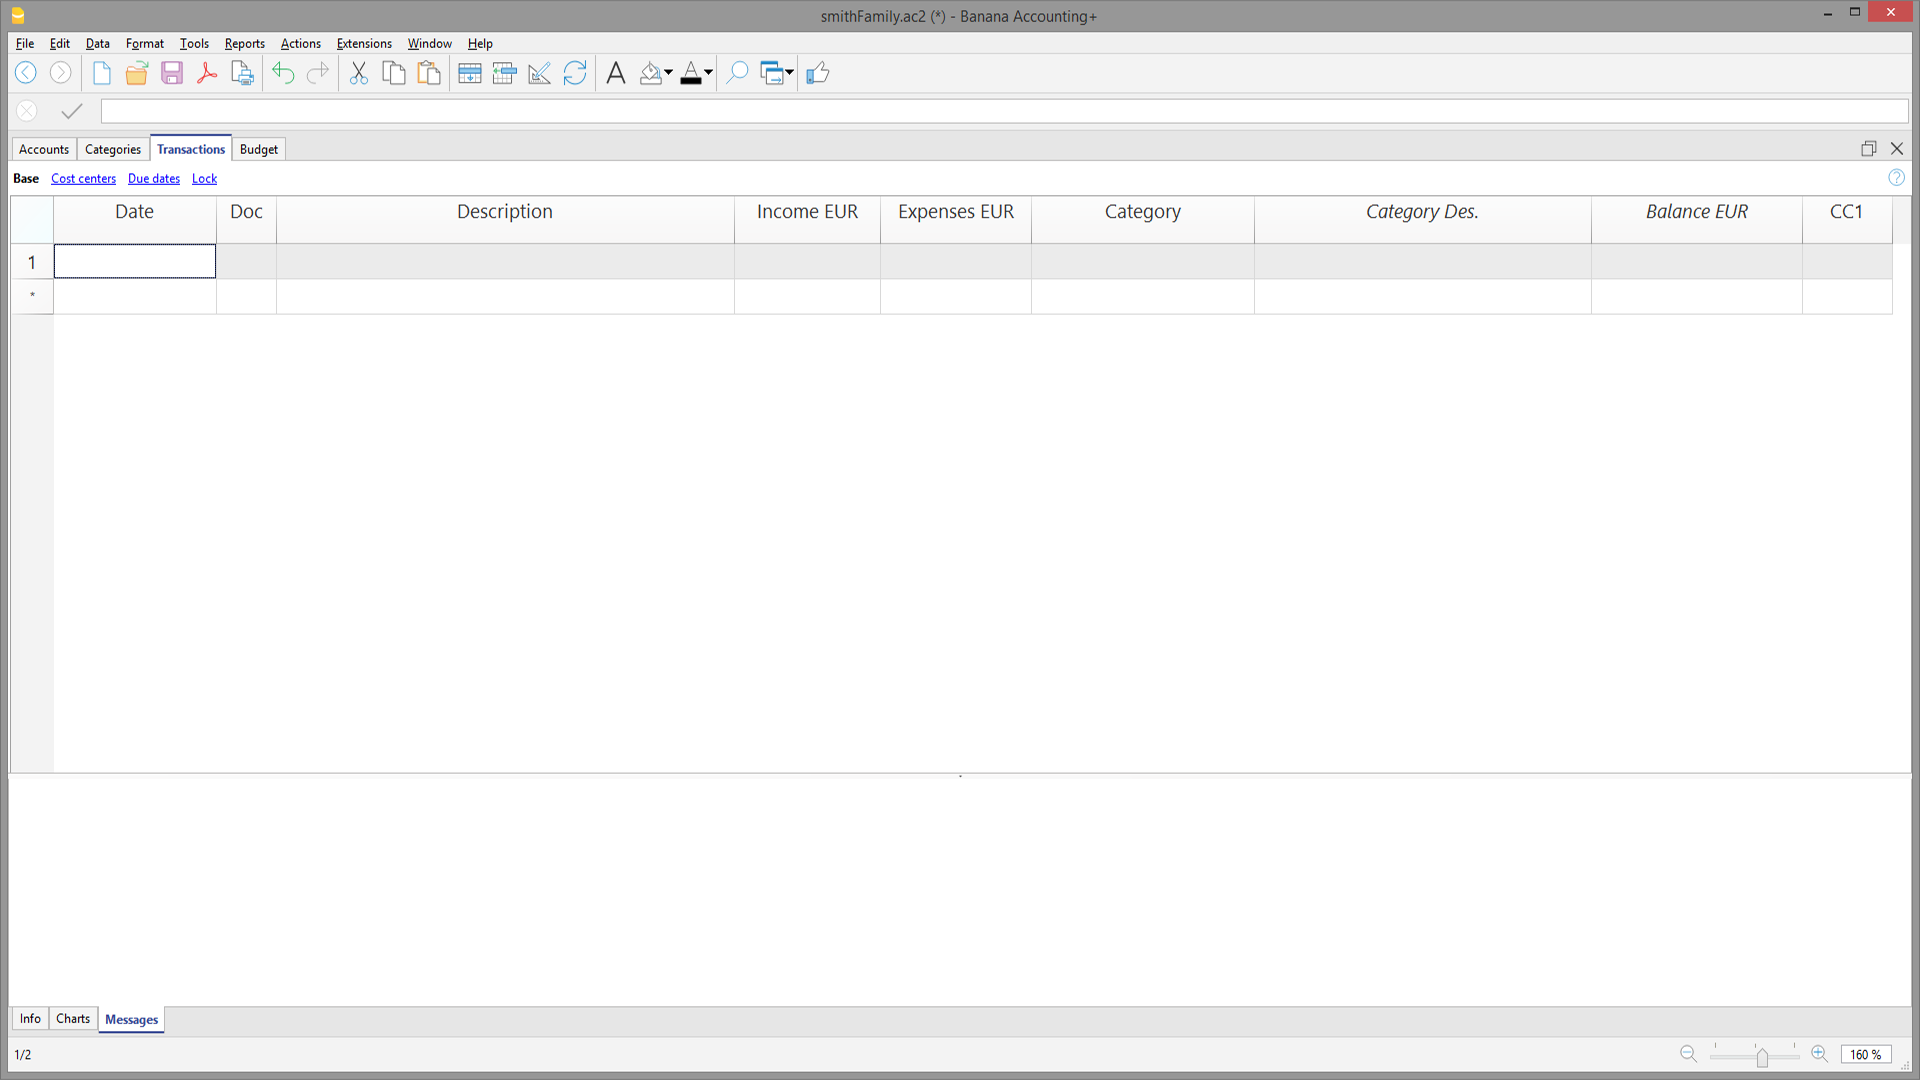 smithFamily.ac2 (*) - Banana Accounting+
File Edit Data Format Tools Reports Actions Extensions Window Help
Accounts Categories Transactions Budget
Base Cost centers Due dates Lock
Date Doc Description Income EUR Expenses EUR Category Category Des. Balance EUR CC1
1
*
Info Charts Messages
1/2 160 %